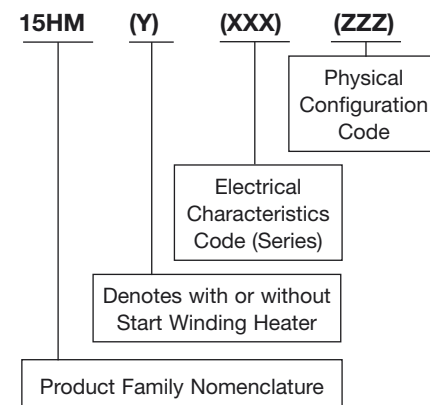 15HM (Y) (XXX) (ZZZ)
Physical
Configuration
Code
Electrical
Characteristics
Code (Series)
Denotes with or without
Start Winding Heater
Product Family Nomenclature